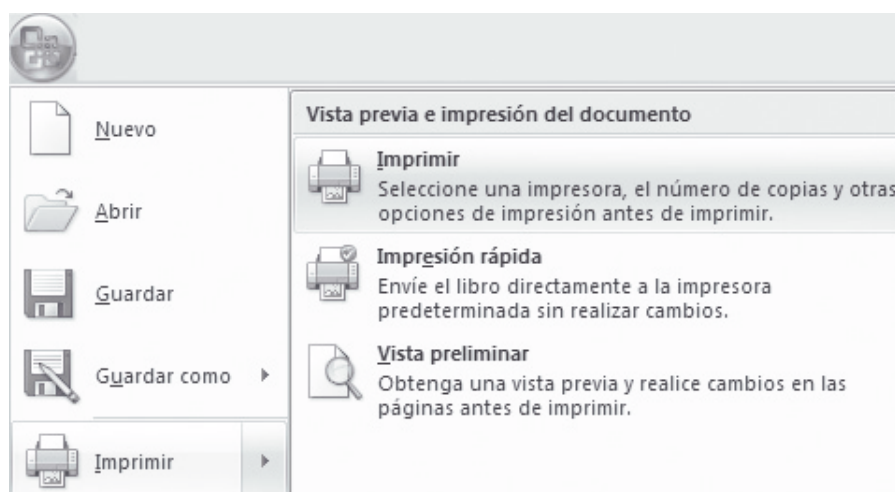 Nuevo
Abrir
Guardar
Guardar como
Imprimir
Vista previa e impresión del documento
Imprimir
Seleccione una impresora, el número de copias y otras
opciones de impresión antes de imprimir.
Impresión rápida
Envíe el libro directamente a la impresora
predeterminada sin realizar cambios.
Vista preliminar
Obtenga una vista previa y realice cambios en las
páginas antes de imprimir.